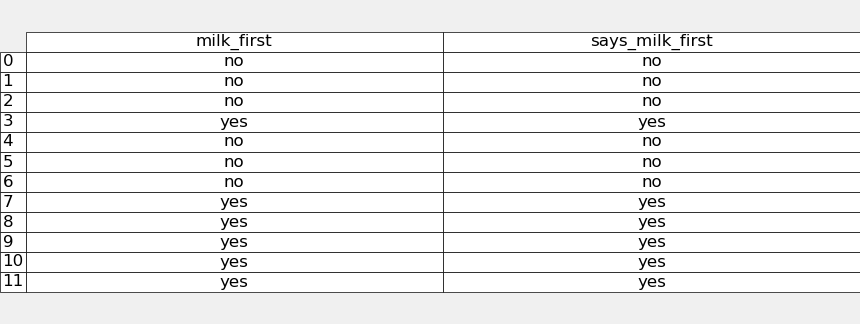 milk_first says_milk_first
0 no no
1 no no
2 no no
3 yes yes
4 no no
5 no no
6 no no
7 yes yes
8 yes yes
9 yes yes
10 yes yes
11 yes yes